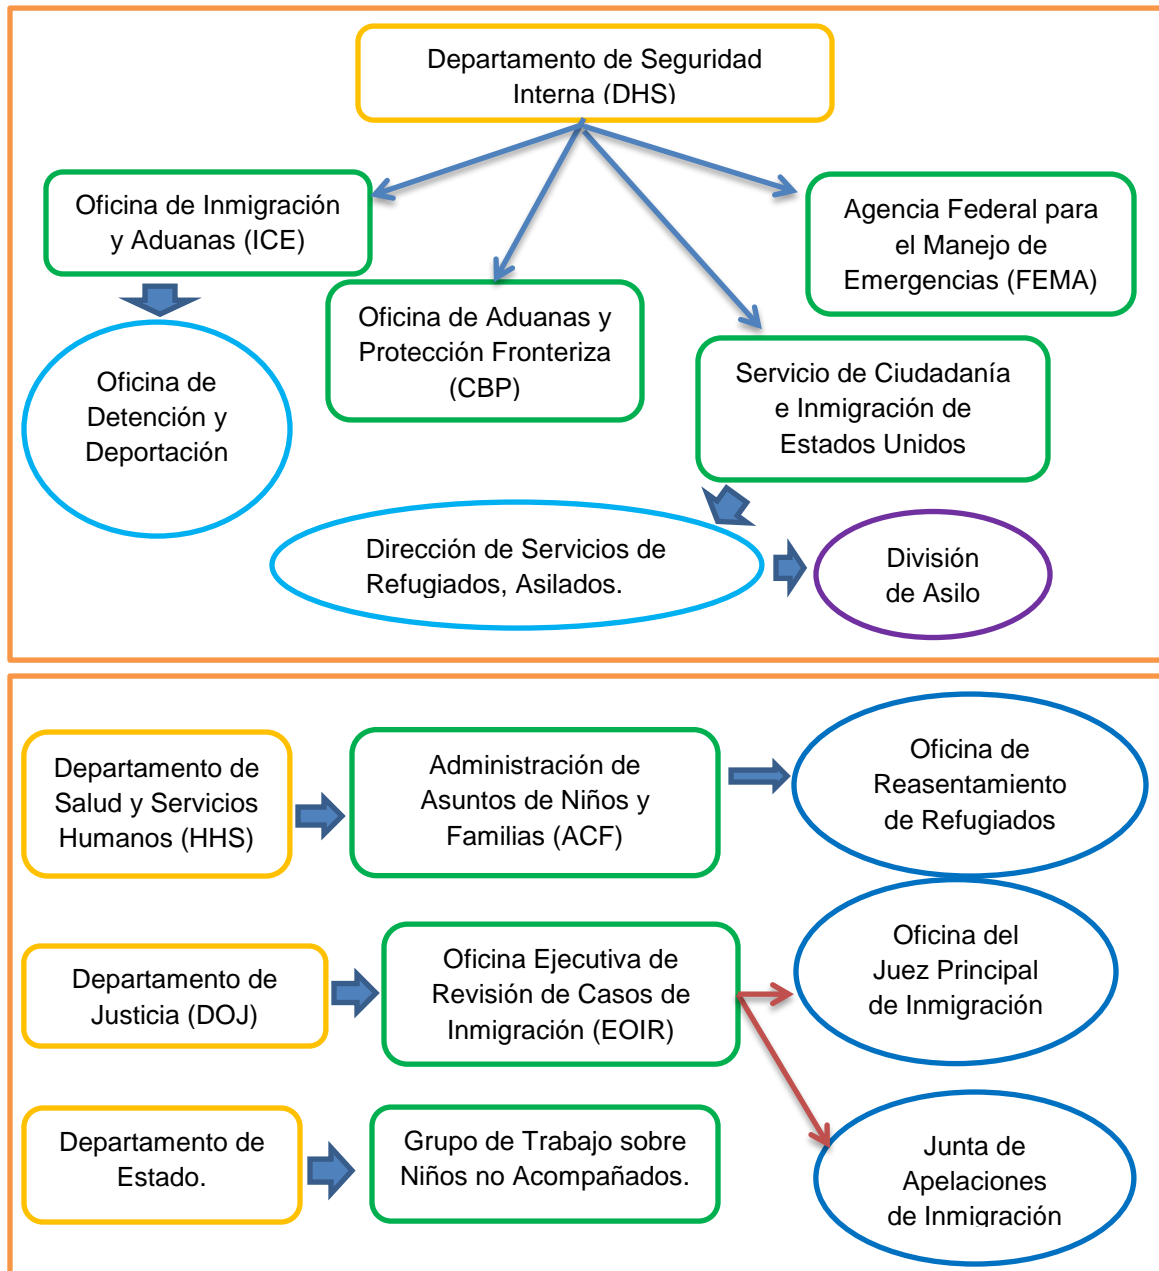 Departamento de Seguridad
Interna (DHS)
Oficina de Inmigración
y Aduanas (ICE)
Agencia Federal para
el Manejo de
Emergencias (FEMA)
Oficina de Aduanas y
Protección Fronteriza
(CBP)
Servicio de Ciudadanía
e Inmigración de
Estados Unidos
Oficina de
Detención y
Deportación
Dirección de Servicios de
Refugiados, Asilados.
División
de Asilo
Departamento de
Salud y Servicios
Humanos (HHS)
Administración de
Asuntos de Niños y
Familias (ACF)
Oficina de
Reasentamiento
de Refugiados
Departamento de
Justicia (DOJ)
Oficina Ejecutiva de
Revisión de Casos de
Inmigración (EOIR)
Oficina del
Juez Principal
de Inmigración
Departamento de
Estado.
Grupo de Trabajo sobre
Niños no Acompañados.
Junta de
Apelaciones
de Inmigración